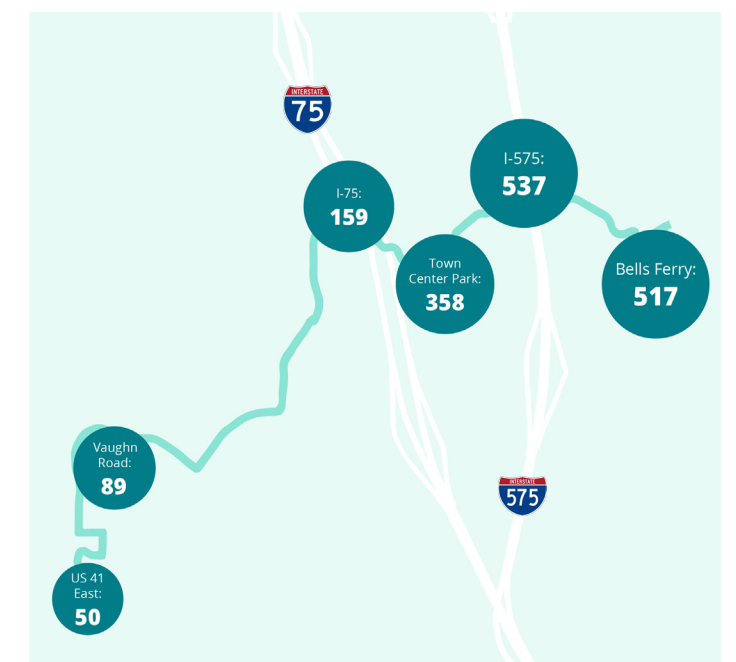 INTERSTATE
75
I-575:
537
I-75:
159
Town
Center Park:
358
Bells Ferry:
517
Vaughn
Road:
89
INTERSTATE
575
US 41
East:
50